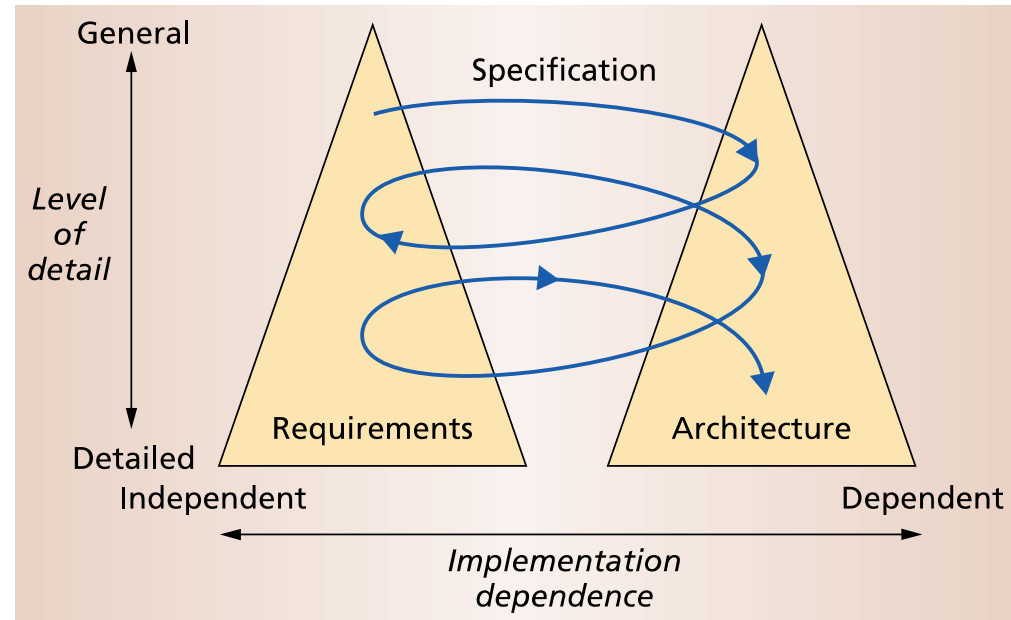 General
Specification
Level
of
detail
Requirements
Architecture
Detailed
Independent
Dependent
Implementation
dependence